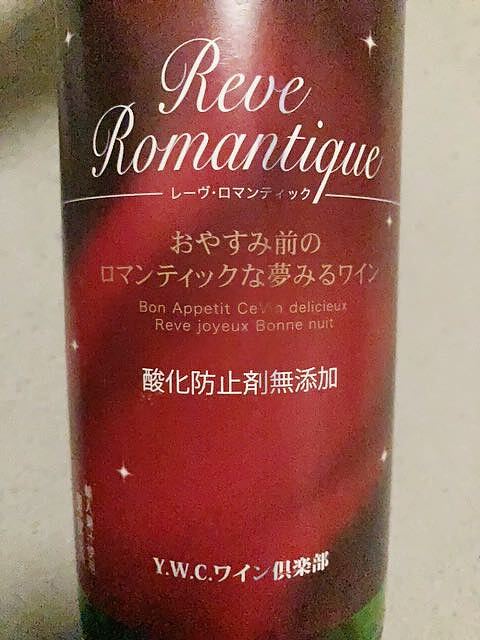 Reve
Romantique
レーヴ・ロマンティック
おやすみ前の
ロマンティックな夢みるワイン
Bon Appetit CeVin delicieux
Reve joyeux Bonne nuit
酸化防止剤無添加
Y.W.C.ワイン倶楽部